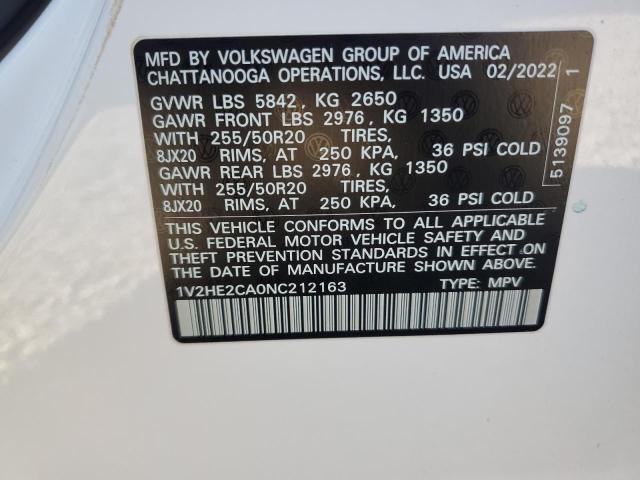 MFD BY VOLKSWAGEN GROUP OF AMERICA
CHATTANOOGA OPERATIONS, LLC. USA 02/2022
GVWR LBS 5842, KG 2650
GAWR FRONT LBS 2976, KG 1350
WITH 255/50R20 TIRES,
8JX20 RIMS, AT 250 KPA, 36 PSI COLD
GAWR REAR LBS 2976, KG 1350
WITH 255/50R20 TIRES,
8JX20 RIMS, AT 250 KPA, 36 PSI COLD
THIS VEHICLE CONFORMS TO ALL APPLICABLE
U.S. FEDERAL MOTOR VEHICLE SAFETY AND
THEFT PREVENTION STANDARDS IN EFFECT ON
THE DATE OF MANUFACTURE SHOWN ABOVE.
1V2HE2CA0NC212163 TYPE: MPV
5139097 1